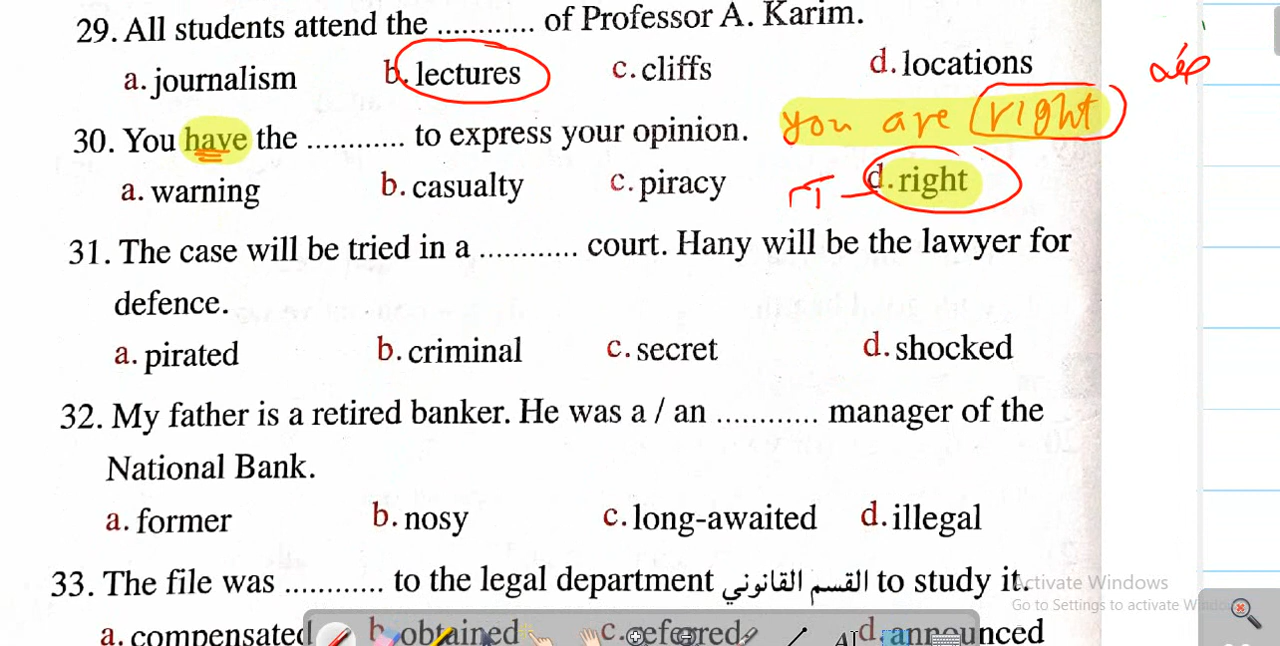 29. All students attend the ............ of Professor A. Karim.
a. journalism b. lectures c. cliffs d. locations
you are right
30. You have the ............ to express your opinion.
a. warning b. casualty c. piracy d. right
31. The case will be tried in a ............ court. Hany will be the lawyer for
defence.
a. pirated b. criminal c. secret d. shocked
32. My father is a retired banker. He was a / an ............ manager of the
National Bank.
a. former b. nosy c. long-awaited d. illegal
33. The file was ............ to the legal department القسم القانوني to study it.
a. compensated b. obtained c. referred d. announced
Activate Windows
Go to Settings to activate